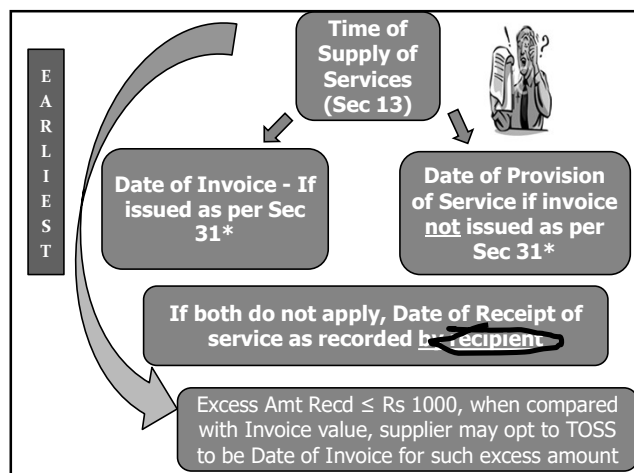 Time of
Supply of
Services
(Sec 13)
E
A
R
L
I
E
S
T
Date of Invoice - If
issued as per Sec
31*
Date of Provision
of Service if invoice
not issued as per
Sec 31*
If both do not apply, Date of Receipt of
service as recorded by recipient
Excess Amt Recd ≤ Rs 1000, when compared
with Invoice value, supplier may opt to TOSS
to be Date of Invoice for such excess amount